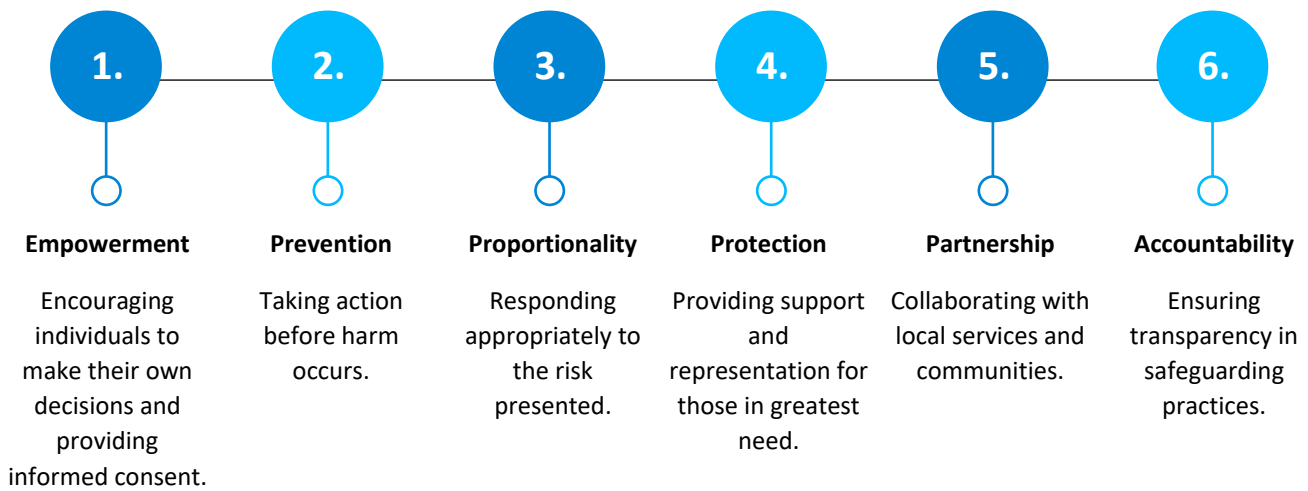 1.
2.
3.
4.
5.
6.
Empowerment
Encouraging
individuals to
make their own
decisions and
providing
informed consent.
Prevention
Taking action
before harm
occurs.
Proportionality
Responding
appropriately to
the risk
presented.
Protection
Providing support
and
representation for
those in greatest
need.
Partnership
Collaborating with
local services and
communities.
Accountability
Ensuring
transparency in
safeguarding
practices.